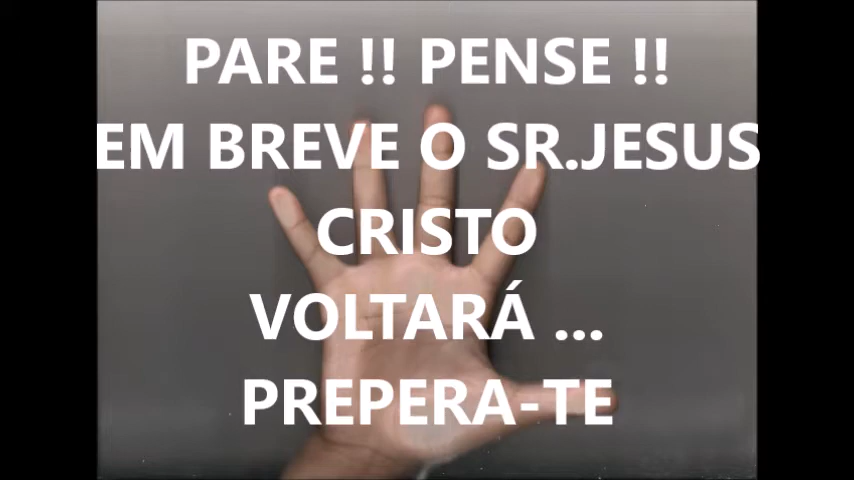 PARE !! PENSE !!
EM BREVE O SR.JESUS
CRISTO
VOLTARÁ ...
PREPERA-TE